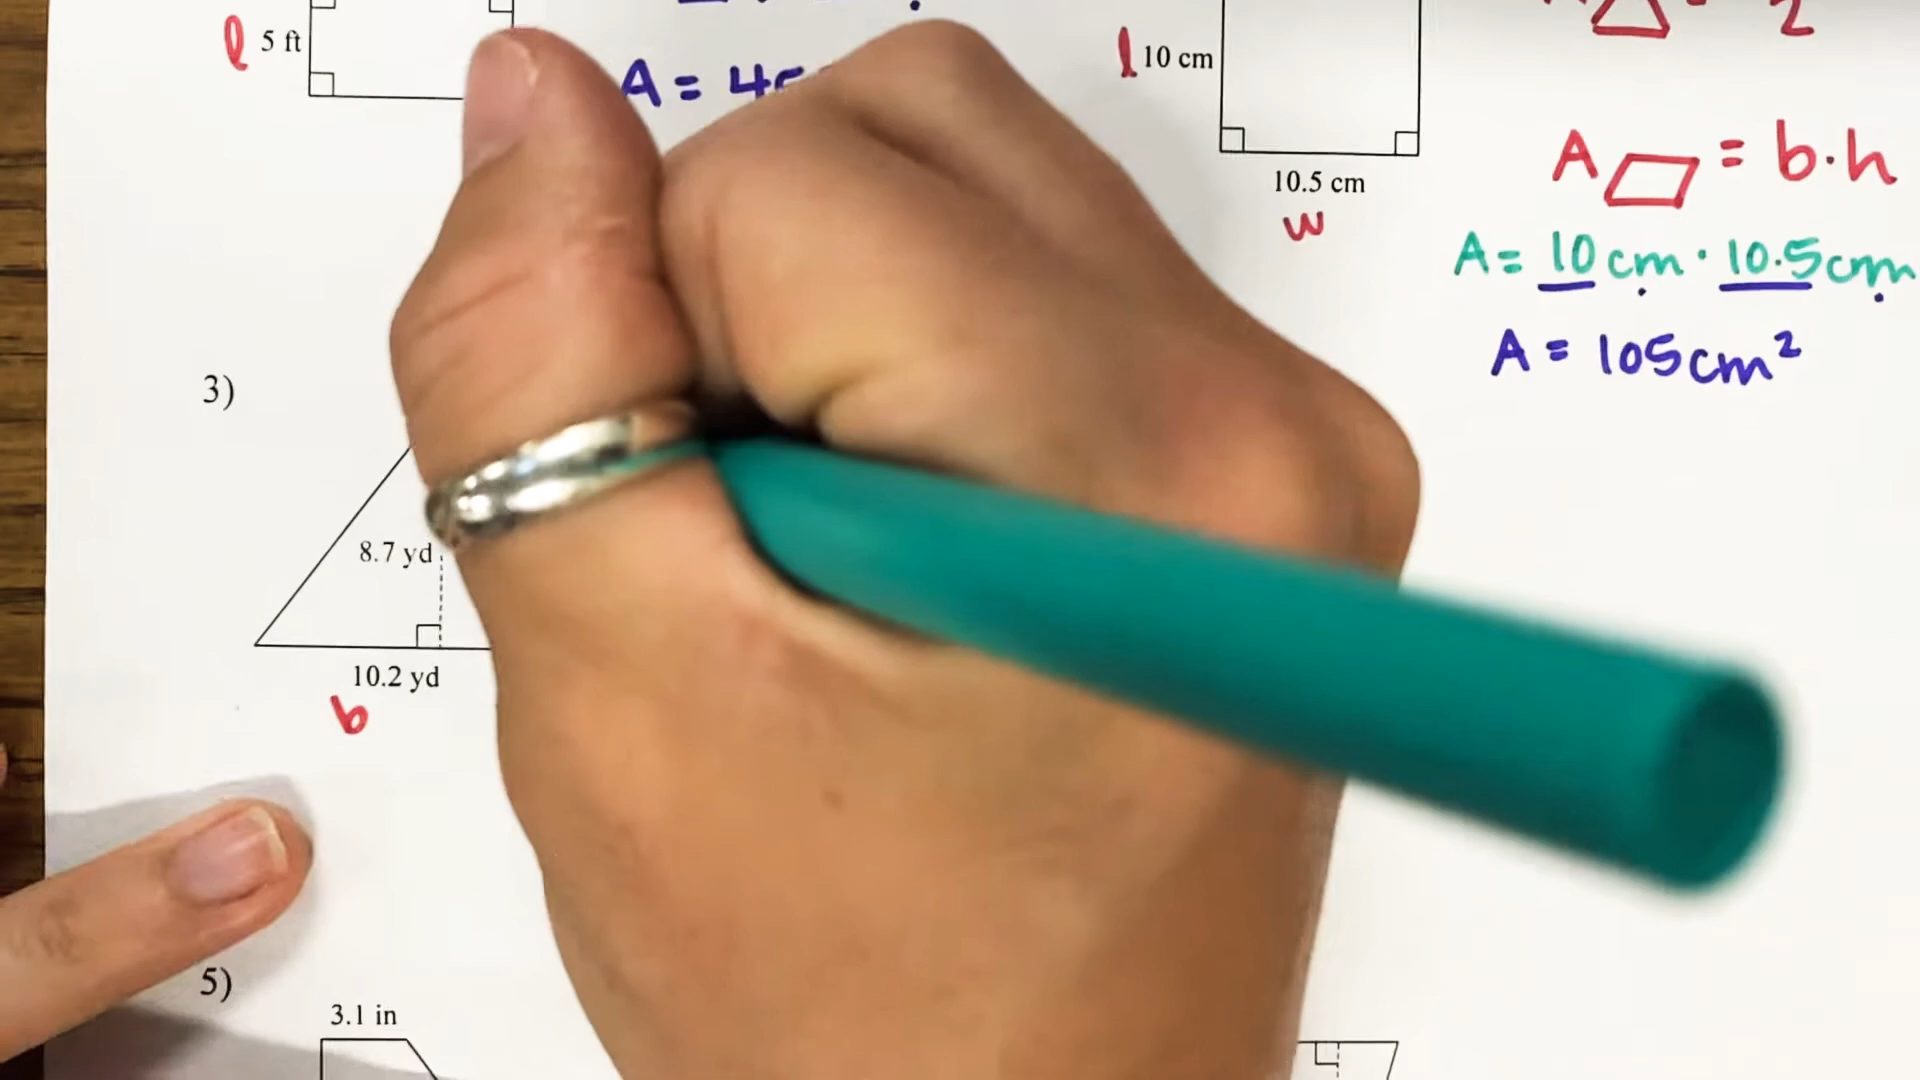 l 5 ft
A = 4
l 10 cm
10.5 cm
w
A = 2
A = b·h
A = 10 cm · 10.5 cm
A = 105 cm²
3)
8.7 yd
10.2 yd
b
5)
3.1 in